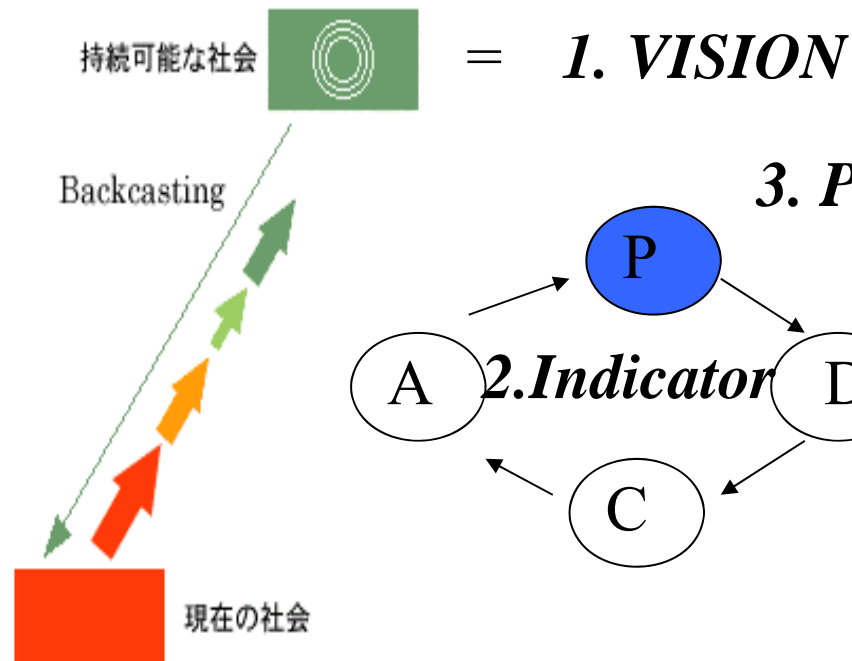 持続可能な社会 = 1. VISION
Backcasting
3. P
P
A 2.Indicator D
C
現在の社会